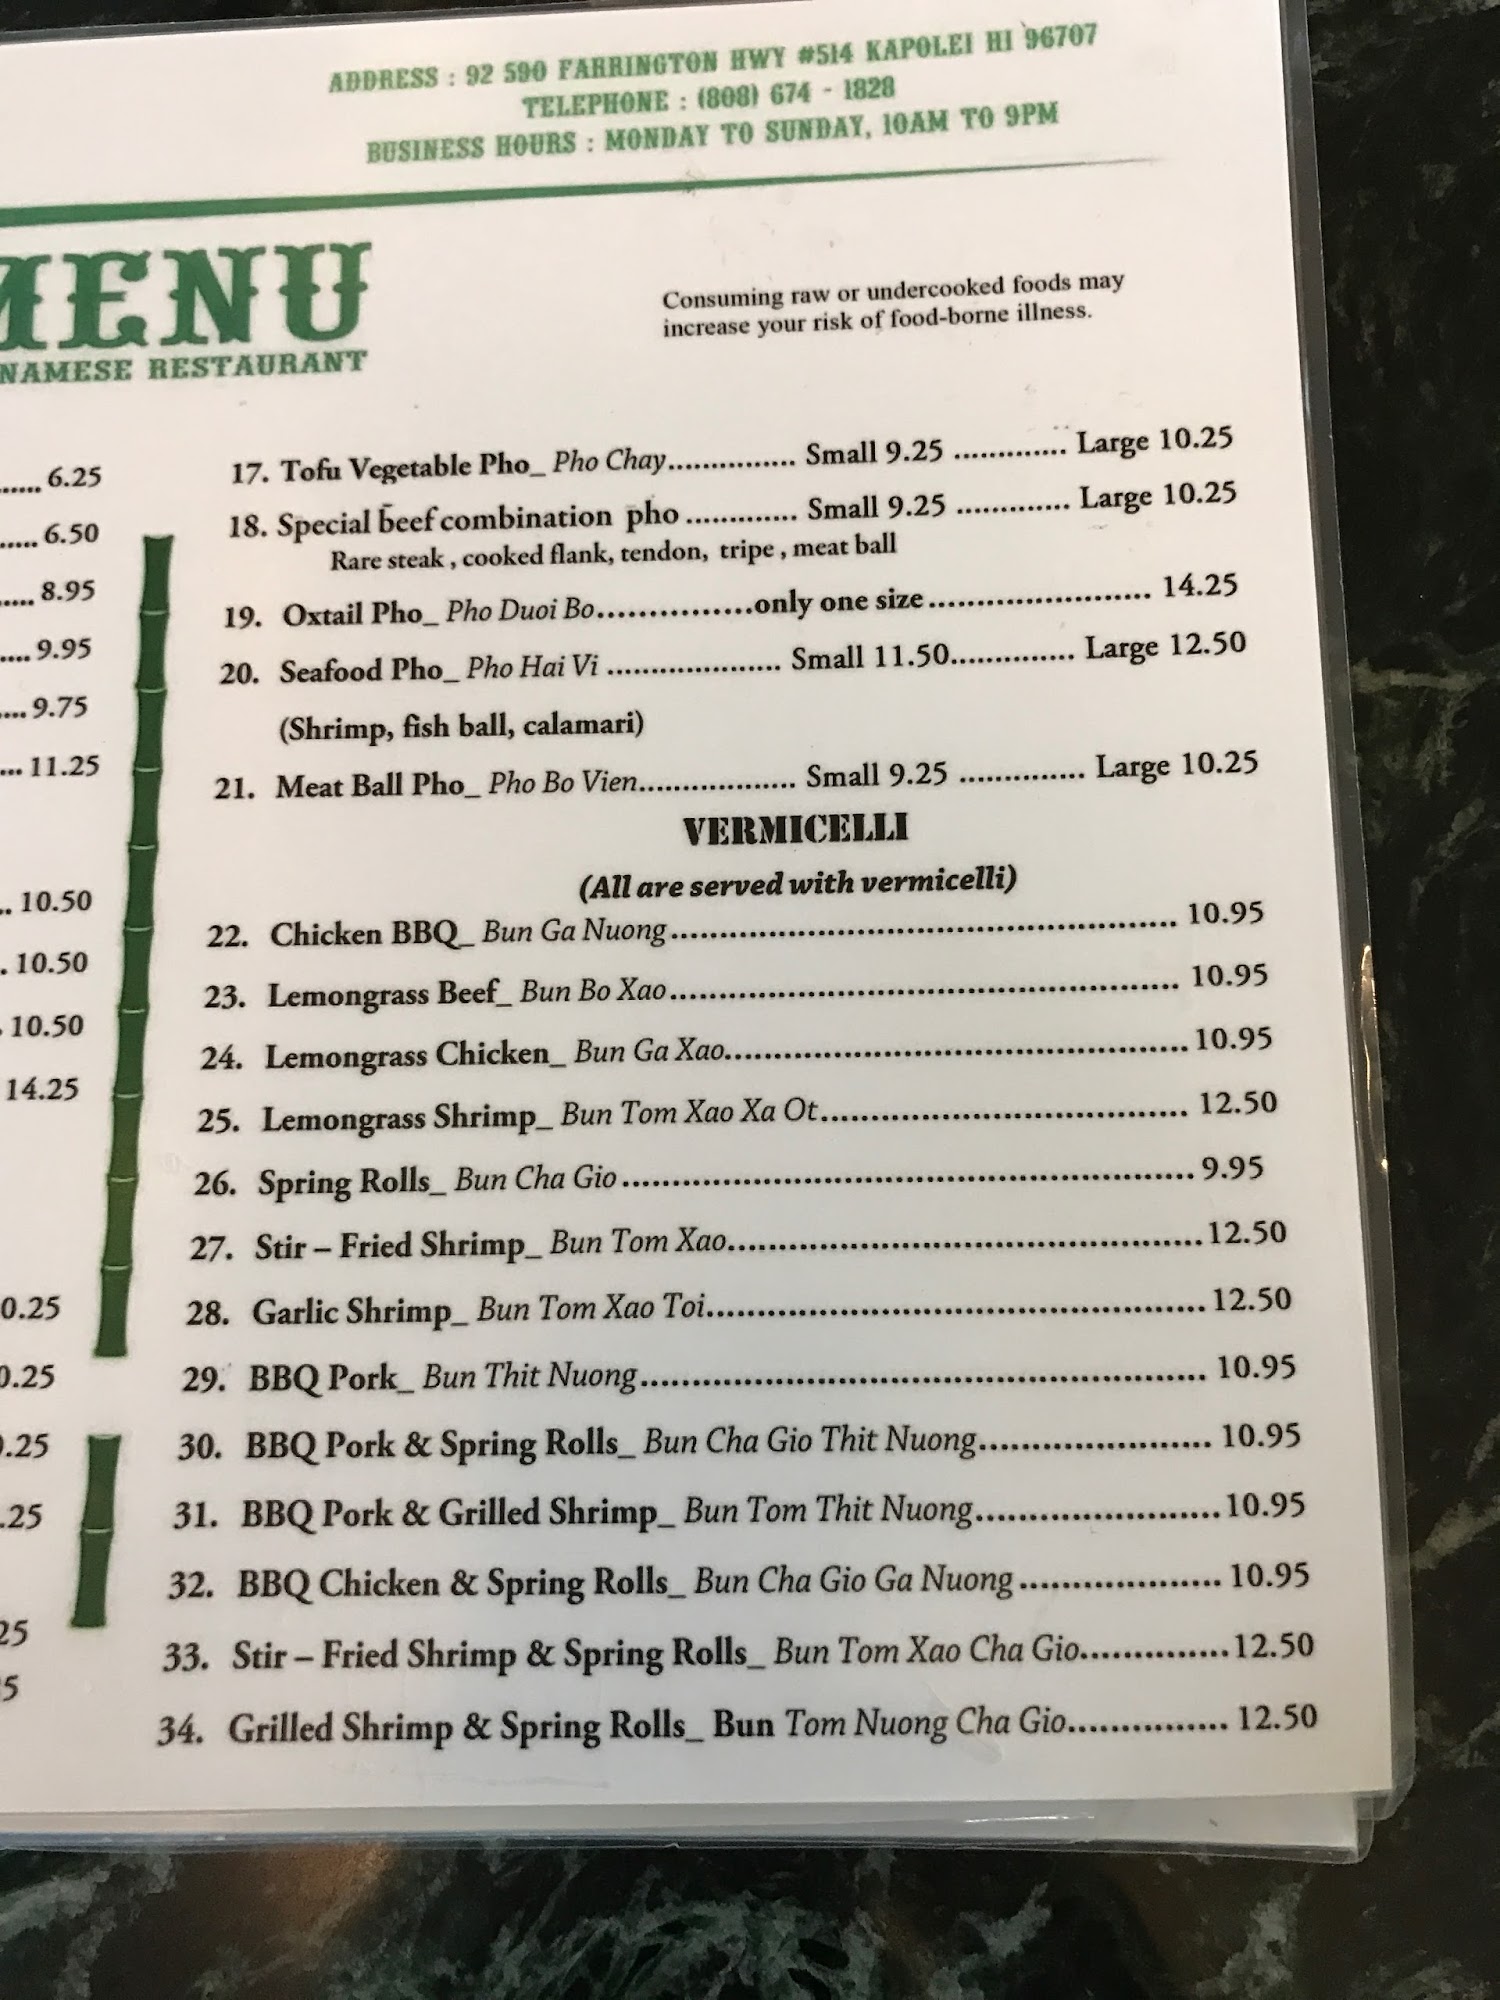 ADDRESS : 92 590 FARRINGTON HWY #514 KAPOLEI HI 96707
TELEPHONE : (808) 674 - 1828
BUSINESS HOURS : MONDAY TO SUNDAY, 10AM TO 9PM
MENU
NAMESE RESTAURANT
Consuming raw or undercooked foods may
increase your risk of food-borne illness.
...... 6.25
..... 6.50
..... 8.95
.... 9.95
.... 9.75
... 11.25
.. 10.50
. 10.50
. 10.50
14.25
0.25
0.25
0.25
.25
25
5
17. Tofu Vegetable Pho_ Pho Chay............... Small 9.25 ............. Large 10.25
18. Special beef combination pho ............. Small 9.25 ............. Large 10.25
Rare steak , cooked flank, tendon, tripe , meat ball
19. Oxtail Pho_ Pho Duoi Bo...............only one size...................... 14.25
20. Seafood Pho_ Pho Hai Vi .................... Small 11.50.............. Large 12.50
(Shrimp, fish ball, calamari)
21. Meat Ball Pho_ Pho Bo Vien.................. Small 9.25 .............. Large 10.25
VERMICELLI
(All are served with vermicelli)
22. Chicken BBQ_ Bun Ga Nuong.................................................... 10.95
23. Lemongrass Beef_ Bun Bo Xao.................................................... 10.95
24. Lemongrass Chicken_ Bun Ga Xao............................................... 10.95
25. Lemongrass Shrimp_ Bun Tom Xao Xa Ot..................................... 12.50
26. Spring Rolls_ Bun Cha Gio......................................................... 9.95
27. Stir – Fried Shrimp_ Bun Tom Xao............................................... 12.50
28. Garlic Shrimp_ Bun Tom Xao Toi................................................. 12.50
29. BBQ Pork_ Bun Thit Nuong........................................................ 10.95
30. BBQ Pork & Spring Rolls_ Bun Cha Gio Thit Nuong....................... 10.95
31. BBQ Pork & Grilled Shrimp_ Bun Tom Thit Nuong........................ 10.95
32. BBQ Chicken & Spring Rolls_ Bun Cha Gio Ga Nuong.................... 10.95
33. Stir – Fried Shrimp & Spring Rolls_ Bun Tom Xao Cha Gio.............. 12.50
34. Grilled Shrimp & Spring Rolls_ Bun Tom Nuong Cha Gio................ 12.50